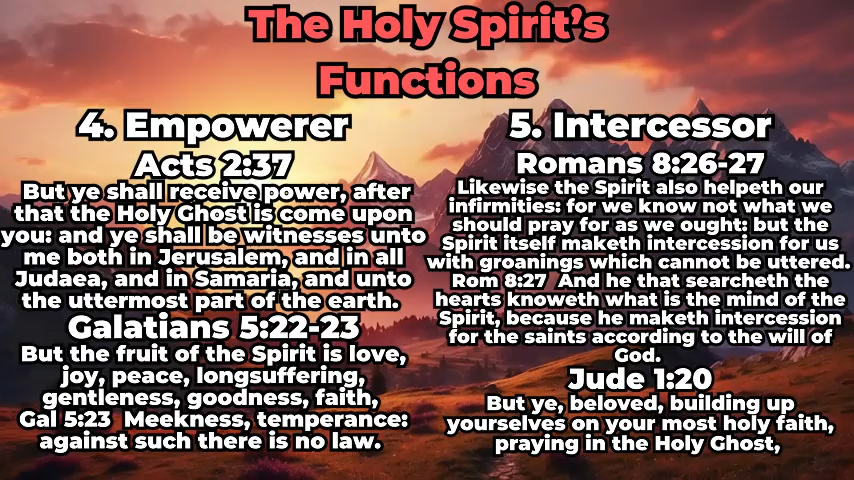 The Holy Spirit’s
Functions
4. Empowerer
Acts 2:37
But ye shall receive power, after
that the Holy Ghost is come upon
you: and ye shall be witnesses unto
me both in Jerusalem, and in all
Judaea, and in Samaria, and unto
the uttermost part of the earth.
Galatians 5:22-23
But the fruit of the Spirit is love,
joy, peace, longsuffering,
gentleness, goodness, faith,
Gal 5:23  Meekness, temperance:
against such there is no law.
5. Intercessor
Romans 8:26-27
Likewise the Spirit also helpeth our
infirmities: for we know not what we
should pray for as we ought: but the
Spirit itself maketh intercession for us
with groanings which cannot be uttered.
Rom 8:27  And he that searcheth the
hearts knoweth what is the mind of the
Spirit, because he maketh intercession
for the saints according to the will of
God.
Jude 1:20
But ye, beloved, building up
yourselves on your most holy faith,
praying in the Holy Ghost,